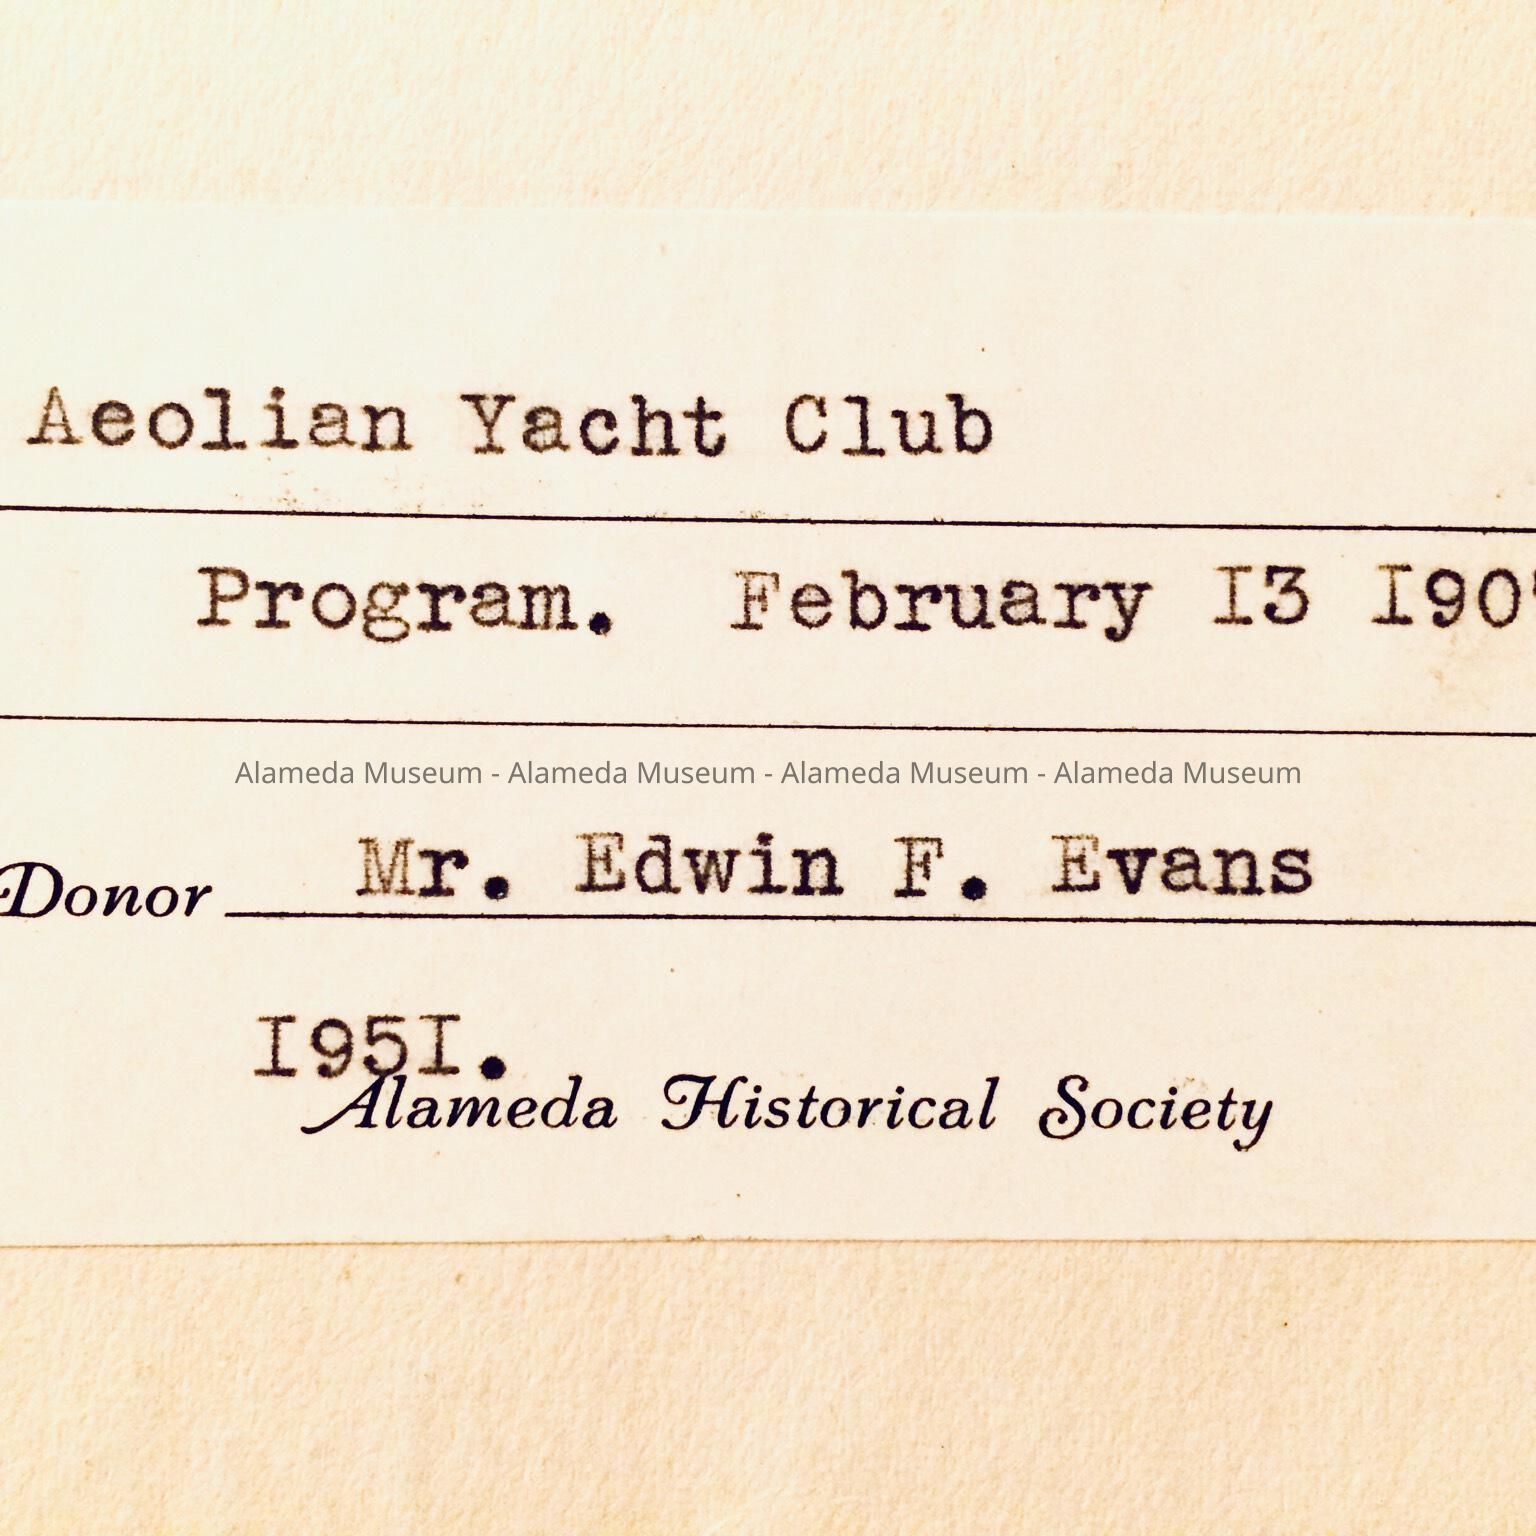 Aeolian Yacht Club
Program. February I3 I90
Alameda Museum - Alameda Museum - Alameda Museum - Alameda Museum
Donor Mr. Edwin F. Evans
I95I.
Alameda Historical Society